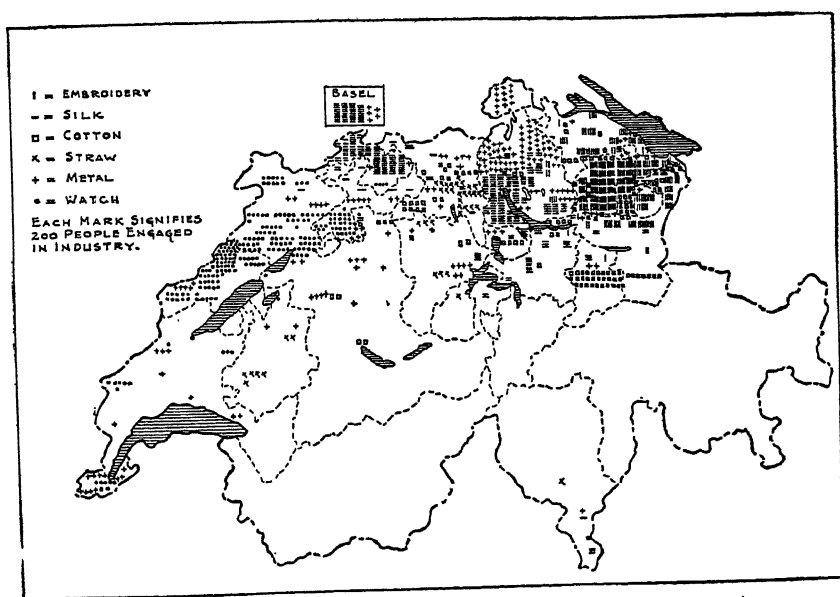 ı = EMBROIDERY
- = SILK
□ = COTTON
x = STRAW
+ = METAL
• = WATCH
EACH MARK SIGNIFIES
200 PEOPLE ENGAGED
IN INDUSTRY.
BASEL